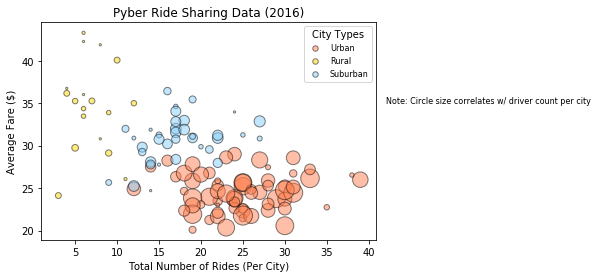 Pyber Ride Sharing Data (2016)
City Types
Urban
Rural
Suburban
Note: Circle size correlates w/ driver count per city
Average Fare ($)
40
35
30
25
20
5
10
15
20
25
30
35
40
Total Number of Rides (Per City)